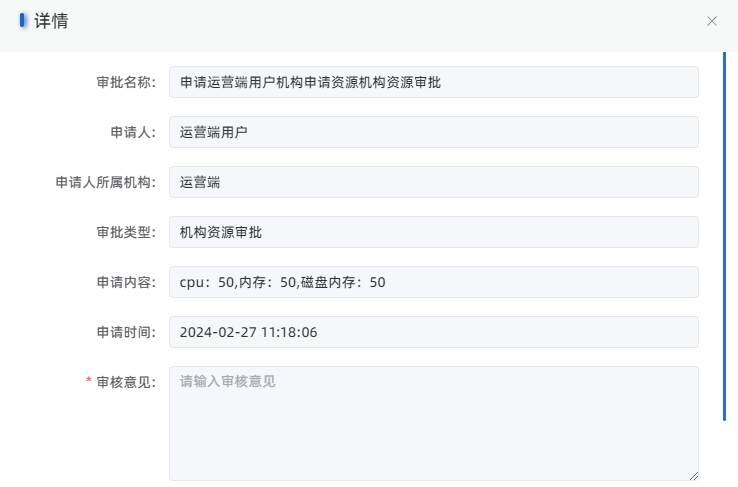 详情
审批名称： 申请运营端用户机构申请资源机构资源审批
申请人： 运营端用户
申请人所属机构： 运营端
审批类型： 机构资源审批
申请内容： cpu：50,内存：50,磁盘内存：50
申请时间： 2024-02-27 11:18:06
* 审核意见： 请输入审核意见